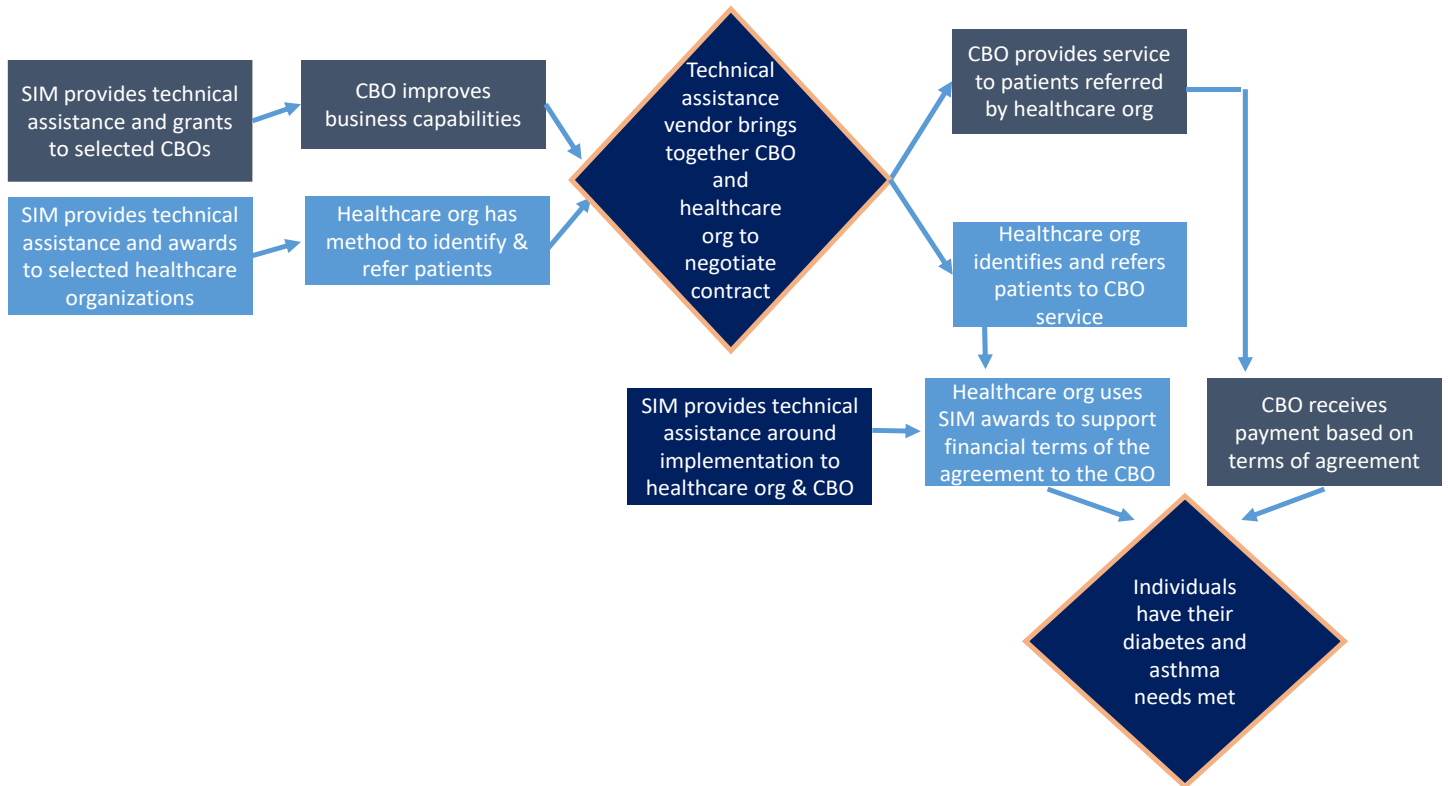 SIM provides technical
assistance and grants
to selected CBOs
CBO improves
business capabilities
SIM provides technical
assistance and awards
to selected healthcare
organizations
Healthcare org has
method to identify &
refer patients
Technical
assistance
vendor brings
together CBO
and
healthcare
org to
negotiate
contract
CBO provides service
to patients referred
by healthcare org
Healthcare org
identifies and refers
patients to CBO
service
SIM provides technical
assistance around
implementation to
healthcare org & CBO
Healthcare org uses
SIM awards to support
financial terms of the
agreement to the CBO
CBO receives
payment based on
terms of agreement
Individuals
have their
diabetes and
asthma
needs met